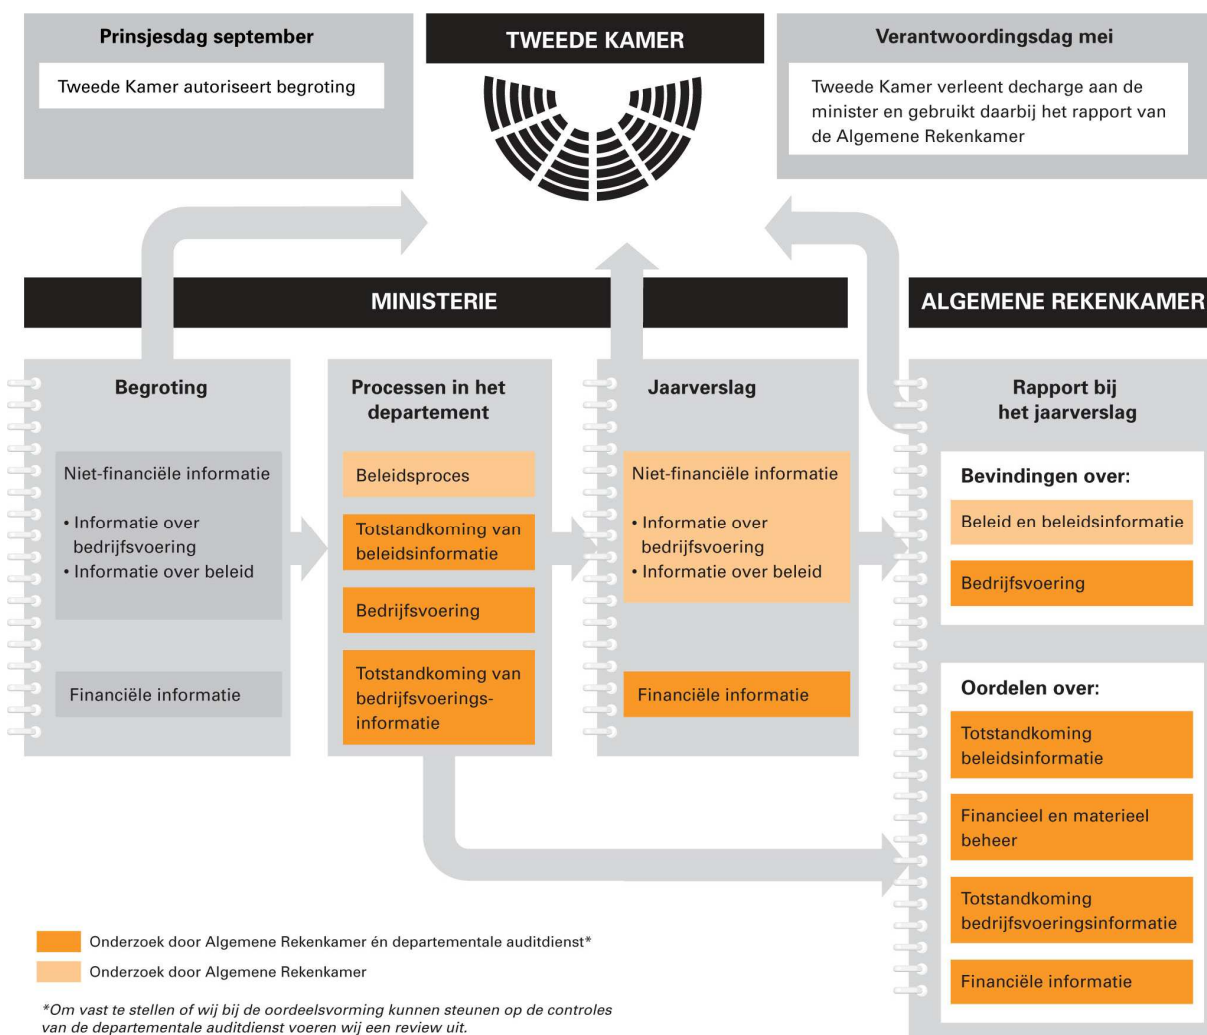 Prinsjesdag september
Tweede Kamer autoriseert begroting
TWEEDE KAMER
Verantwoordingsdag mei
Tweede Kamer verleent decharge aan de
minister en gebruikt daarbij het rapport van
de Algemene Rekenkamer
MINISTERIE
ALGEMENE REKENKAMER
Begroting
Niet-financiële informatie
• Informatie over
bedrijfsvoering
• Informatie over beleid
Financiële informatie
Processen in het
departement
Beleidsproces
Totstandkoming van
beleidsinformatie
Bedrijfsvoering
Totstandkoming van
bedrijfsvoerings-
informatie
Jaarverslag
Niet-financiële informatie
• Informatie over
bedrijfsvoering
• Informatie over beleid
Financiële informatie
Rapport bij
het jaarverslag
Bevindingen over:
Beleid en beleidsinformatie
Bedrijfsvoering
Oordelen over:
Totstandkoming
beleidsinformatie
Financieel en materieel
beheer
Totstandkoming
bedrijfsvoeringsinformatie
Financiële informatie
Onderzoek door Algemene Rekenkamer én departementale auditdienst*
Onderzoek door Algemene Rekenkamer
*Om vast te stellen of wij bij de oordeelsvorming kunnen steunen op de controles
van de departementale auditdienst voeren wij een review uit.